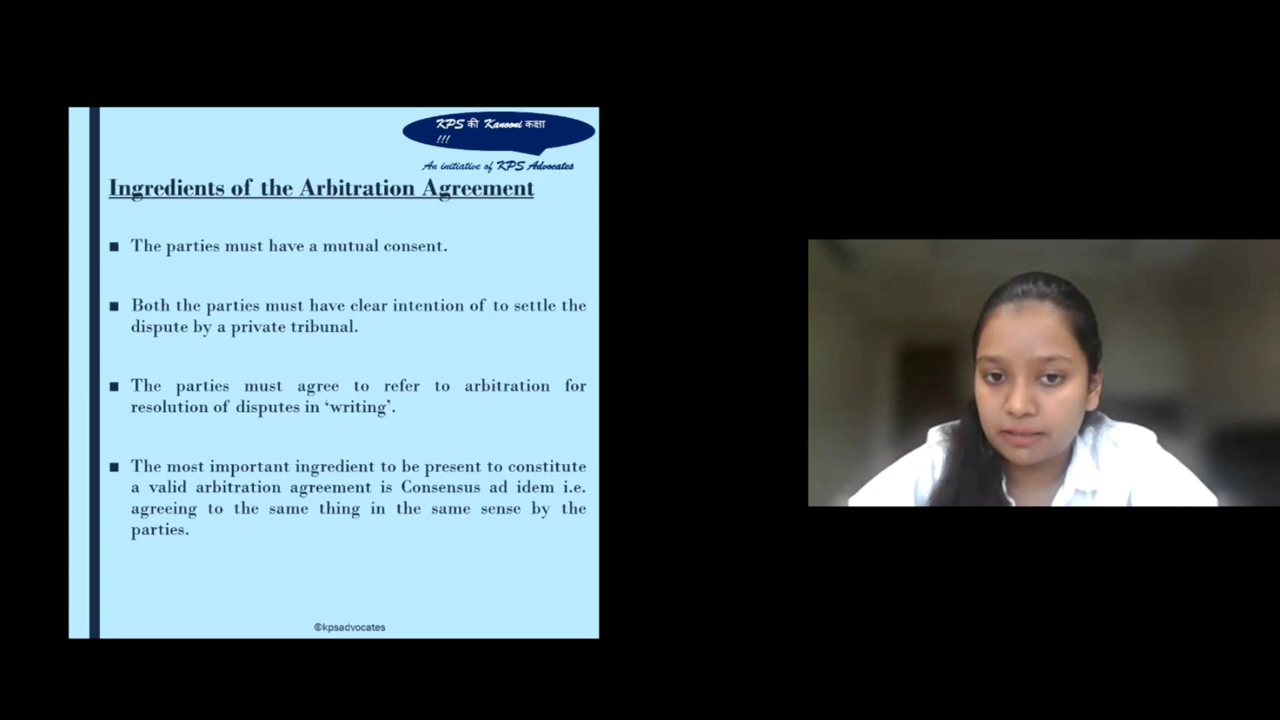 KPS की Kanooni कक्षा
!!!
An initiative of KPS Advocates
Ingredients of the Arbitration Agreement
■ The parties must have a mutual consent.
■ Both the parties must have clear intention of to settle the
dispute by a private tribunal.
■ The parties must agree to refer to arbitration for
resolution of disputes in ‘writing’.
■ The most important ingredient to be present to constitute
a valid arbitration agreement is Consensus ad idem i.e.
agreeing to the same thing in the same sense by the
parties.
©kpsadvocates